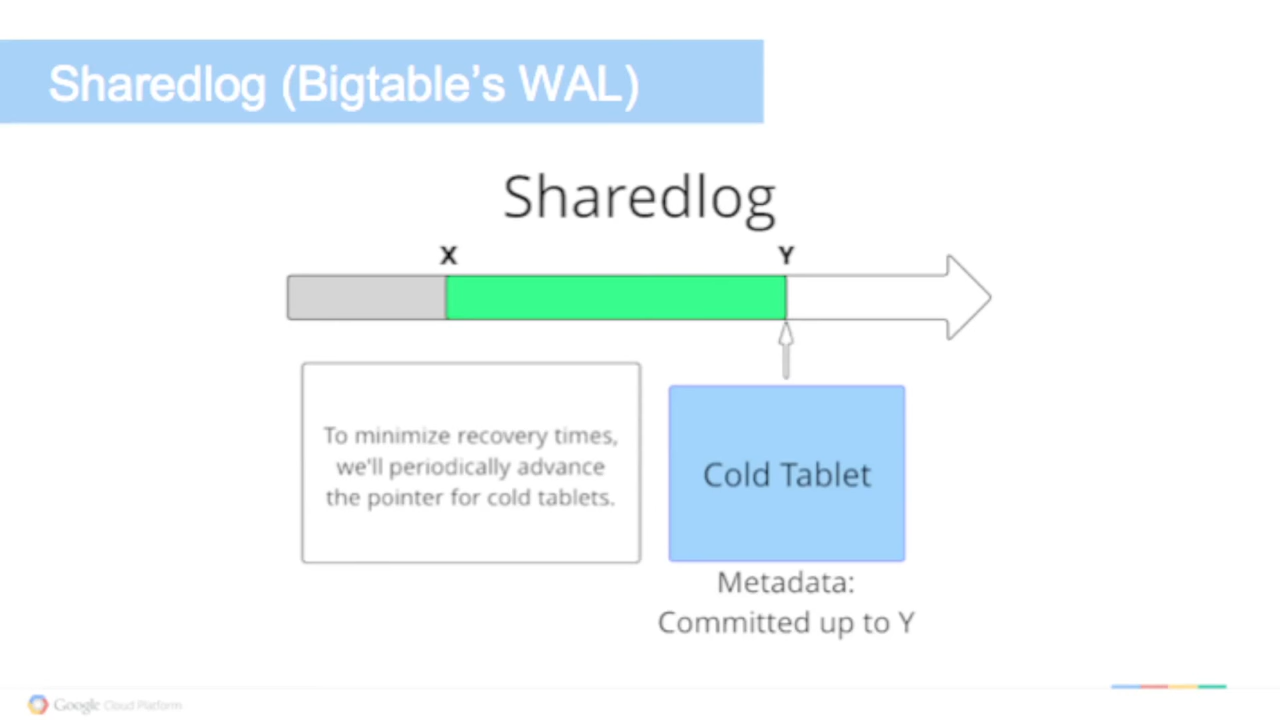 Sharedlog (Bigtable's WAL)
Sharedlog
X Y
To minimize recovery times,
we'll periodically advance
the pointer for cold tablets.
Cold Tablet
Metadata:
Committed up to Y
Google Cloud Platform